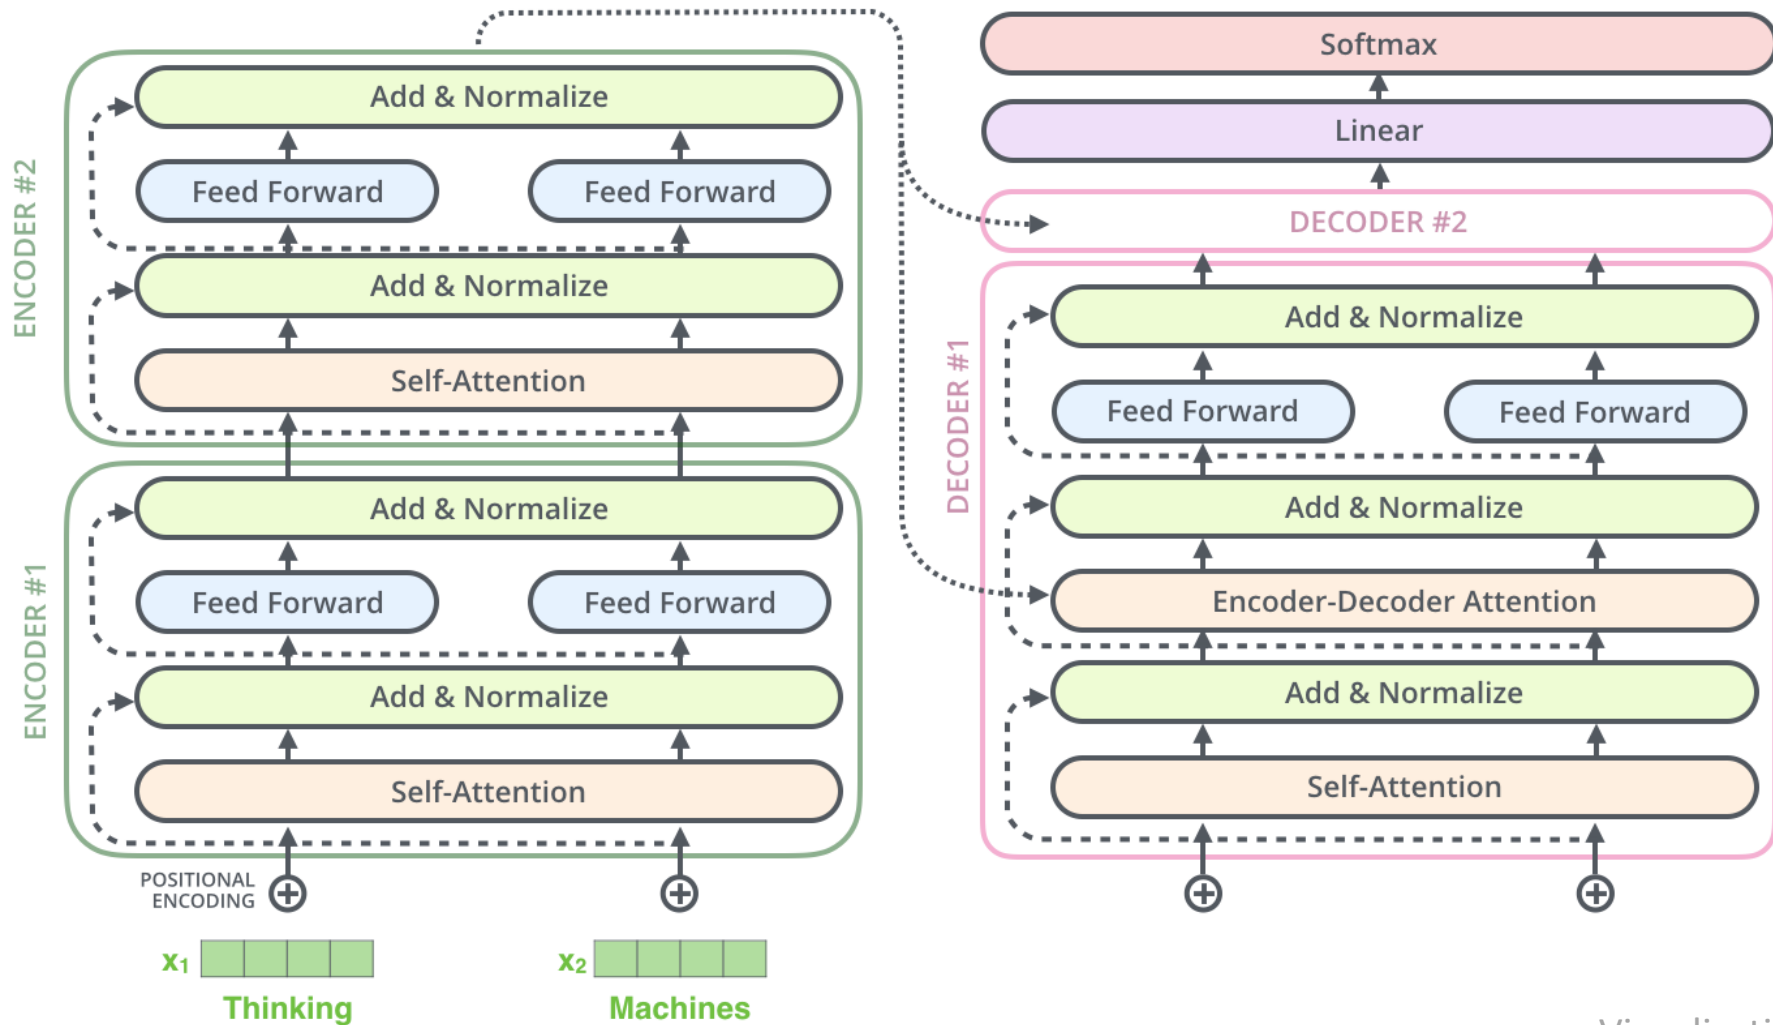 ENCODER #2
Add & Normalize
Feed Forward
Feed Forward
Add & Normalize
Self-Attention
ENCODER #1
Add & Normalize
Feed Forward
Feed Forward
Add & Normalize
Self-Attention
POSITIONAL
ENCODING
x1
x2
Thinking
Machines
Softmax
Linear
DECODER #2
DECODER #1
Add & Normalize
Feed Forward
Feed Forward
Add & Normalize
Encoder-Decoder Attention
Add & Normalize
Self-Attention